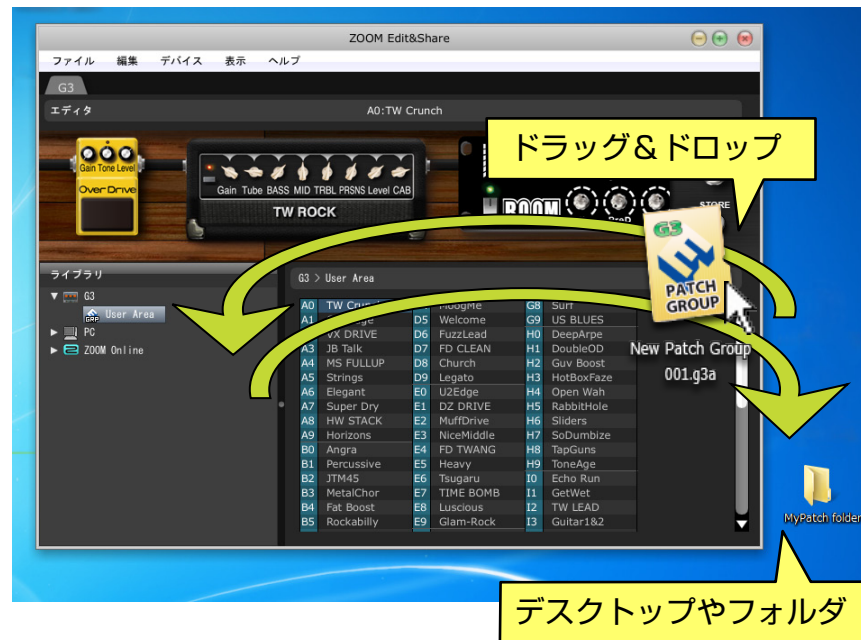 ZOOM Edit&Share
ファイル 編集 デバイス 表示 ヘルプ
G3
エディタ A0:TW Crunch
ドラッグ&ドロップ
Gain Tone Level
Over Drive
Gain Tube BASS MID TRBL PRSNS Level CAB
TW ROCK
ROOM
PreD
STORE
ライブラリ
G3
User Area
PC
ZOOM Online
G3 > User Area
A0 TW Crunch MoogMe G8 Surf
A1 D5 Welcome G9 US BLUES
VX DRIVE D6 FuzzLead H0 DeepArpe
A3 JB Talk D7 FD CLEAN H1 DoubleOD
A4 MS FULLUP D8 Church H2 Guv Boost
A5 Strings D9 Legato H3 HotBoxFaze
A6 Elegant E0 U2Edge H4 Open Wah
A7 Super Dry E1 DZ DRIVE H5 RabbitHole
A8 HW STACK E2 MuffDrive H6 Sliders
A9 Horizons E3 NiceMiddle H7 SoDumbize
B0 Angra E4 FD TWANG H8 TapGuns
B1 Percussive E5 Heavy H9 ToneAge
B2 JTM45 E6 Tsugaru I0 Echo Run
B3 MetalChor E7 TIME BOMB I1 GetWet
B4 Fat Boost E8 Luscious I2 TW LEAD
B5 Rockabilly E9 Glam-Rock I3 Guitar1&2
G3
PATCH
GROUP
New Patch Group
001.g3a
MyPatch folder
デスクトップやフォルダ